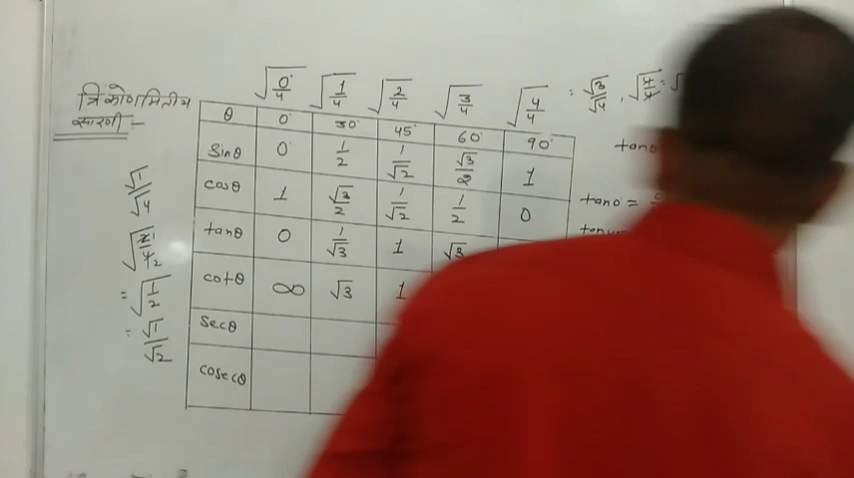 √(0/4) √(1/4) √(2/4) √(3/4) √(4/4) : √3/√4 , √(4/4) = √
त्रिकोणमितीय
सारणी :-
θ 0° 30° 45° 60° 90°
sinθ 0 1/2 1/√2 √3/2 1
cosθ 1 √3/2 1/√2 1/2 0
tanθ 0 1/√3 1 √3
cotθ ∞ √3 1
secθ
cosecθ
tanθ
tan0 =
√1/√4
√(2/4)
= √(1/2)
= √1/√2